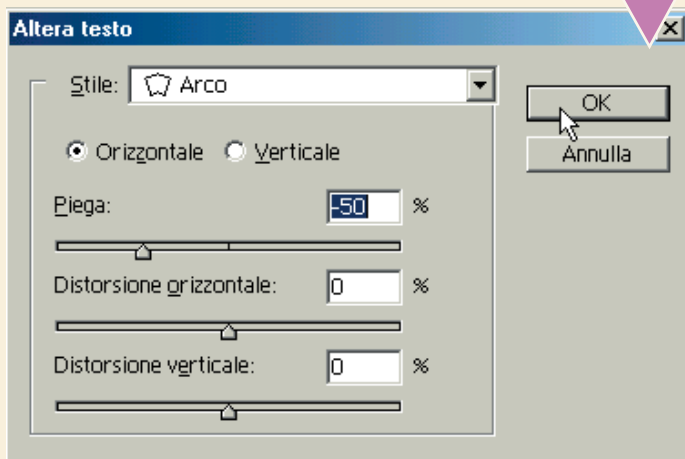 Altera testo
Stile: Arco
OK
Orizzontale Verticale
Annulla
Piega: -50 %
Distorsione orizzontale: 0 %
Distorsione verticale: 0 %